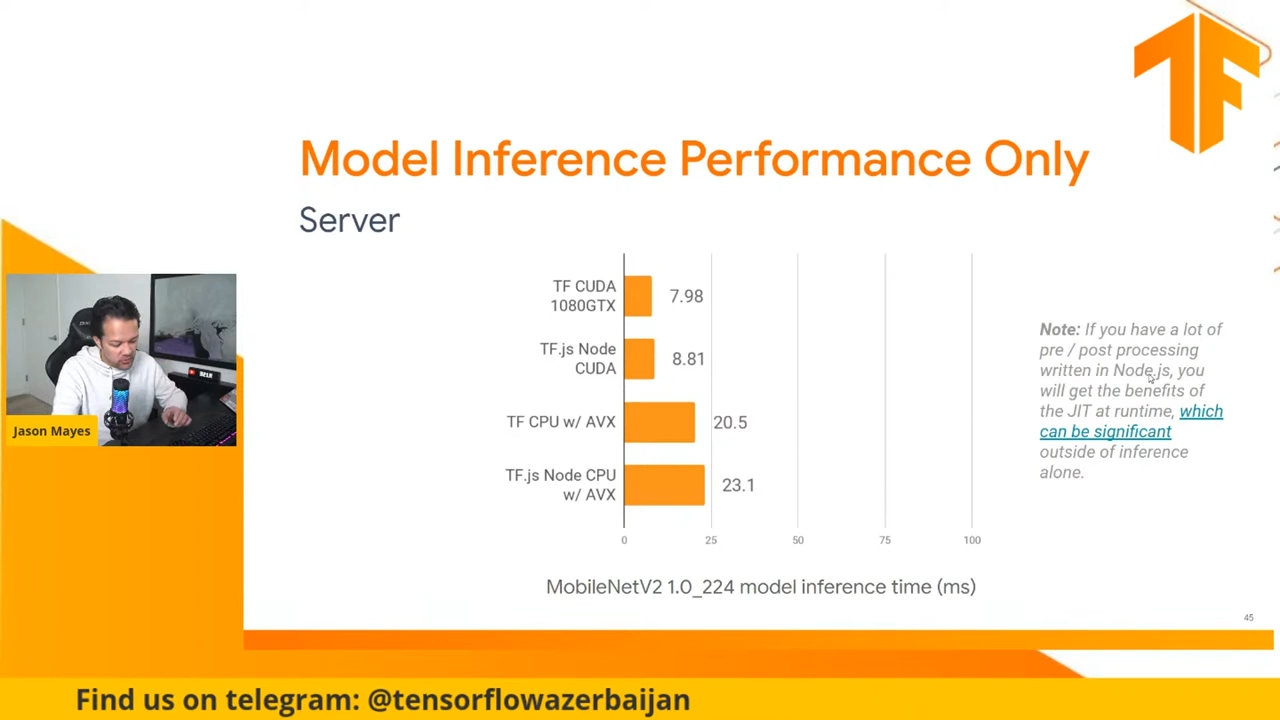 Model Inference Performance Only
Server
TF CUDA
1080GTX
7.98
TF.js Node
CUDA
8.81
TF CPU w/ AVX
20.5
TF.js Node CPU
w/ AVX
23.1
0
25
50
75
100
MobileNetV2 1.0_224 model inference time (ms)
Note: If you have a lot of
pre / post processing
written in Node.js, you
will get the benefits of
the JIT at runtime, which
can be significant
outside of inference
alone.
45
Jason Mayes
Find us on telegram: @tensorflowazerbaijan